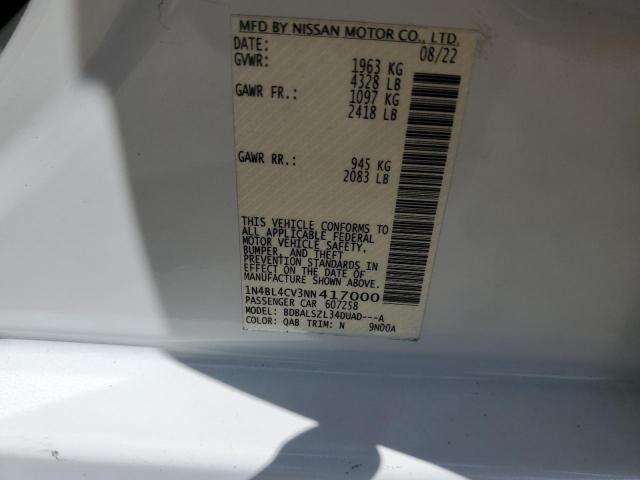 MFD BY NISSAN MOTOR CO., LTD.
DATE: 08/22
GVWR: 1963 KG
4328 LB
GAWR FR.: 1097 KG
2418 LB
GAWR RR.: 945 KG
2083 LB
THIS VEHICLE CONFORMS TO
ALL APPLICABLE FEDERAL
MOTOR VEHICLE SAFETY,
BUMPER, AND THEFT
PREVENTION STANDARDS IN
EFFECT ON THE DATE OF
MANUFACTURE SHOWN ABOVE.
1N4BL4CV3NN417000
PASSENGER CAR 607258
MODEL: BDBALSZL34DUAD---A
COLOR: QAB TRIM: N 9N00A